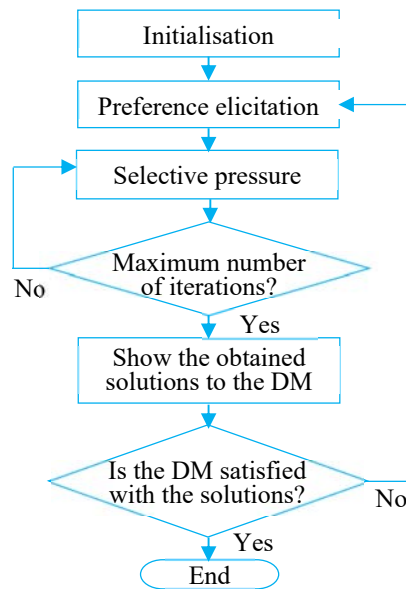 Initialisation
Preference elicitation
Selective pressure
Maximum number
of iterations?
No
Yes
Show the obtained
solutions to the DM
Is the DM satisfied
with the solutions?
No
Yes
End